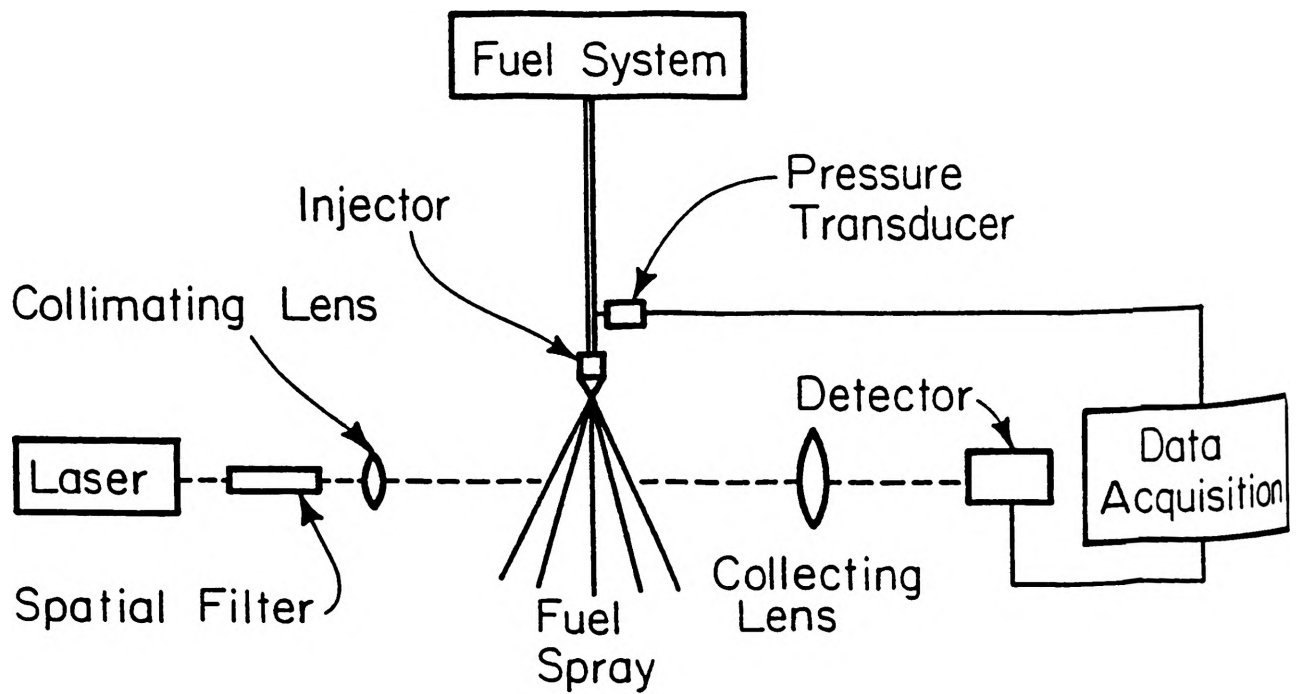 Fuel System
Pressure
Transducer
Injector
Collimating Lens
Detector
Data
Acquisition
Laser
Spatial Filter
Collecting
Lens
Fuel
Spray